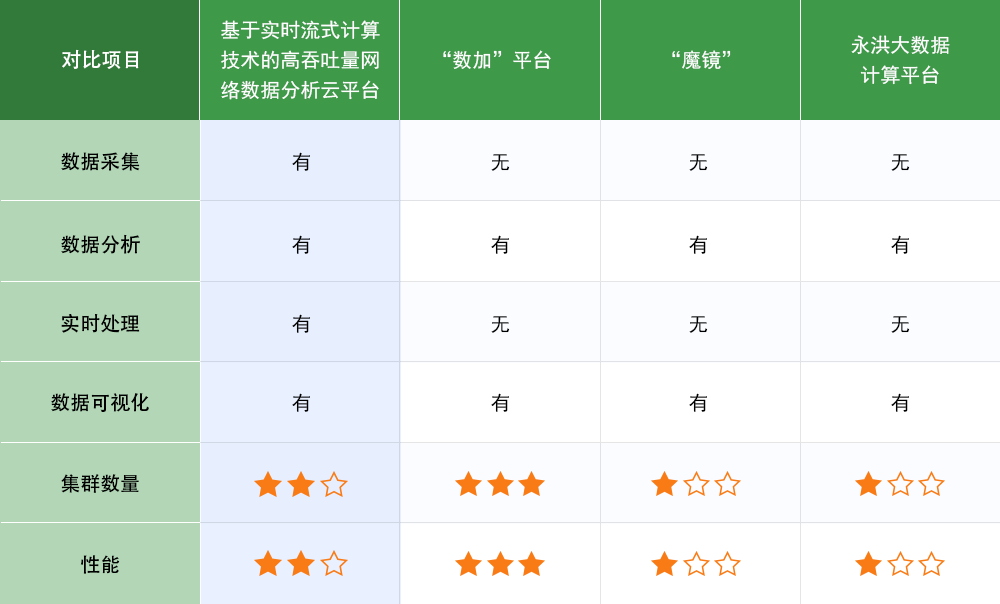 对比项目
基于实时流式计算
技术的高吞吐量网
络数据分析云平台
“数加”平台
“魔镜”
永洪大数据
计算平台
数据采集
有
无
无
无
数据分析
有
有
有
有
实时处理
有
无
无
无
数据可视化
有
有
有
有
集群数量
性能